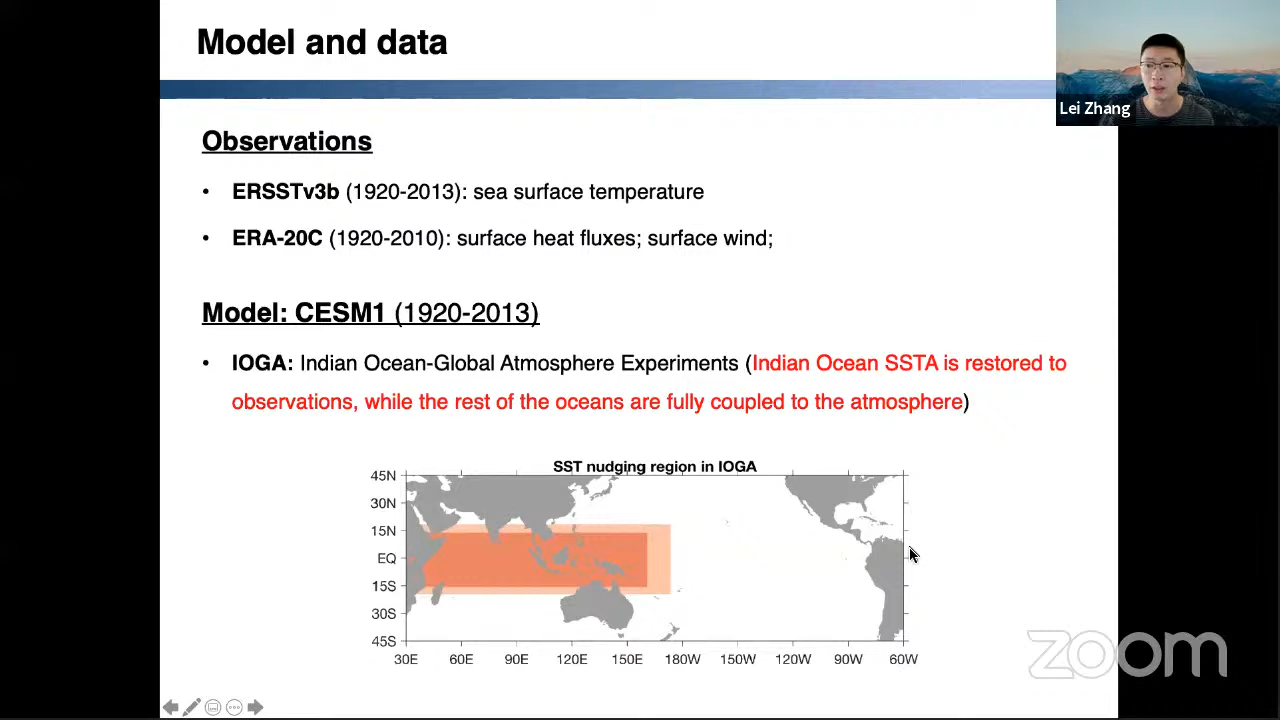 Model and data
Lei Zhang
Observations
• ERSSTv3b (1920-2013): sea surface temperature
• ERA-20C (1920-2010): surface heat fluxes; surface wind;
Model: CESM1 (1920-2013)
• IOGA: Indian Ocean-Global Atmosphere Experiments (Indian Ocean SSTA is restored to
observations, while the rest of the oceans are fully coupled to the atmosphere)
SST nudging region in IOGA
45N
30N
15N
EQ
15S
30S
45S
30E 60E 90E 120E 150E 180W 150W 120W 90W 60W
zoom